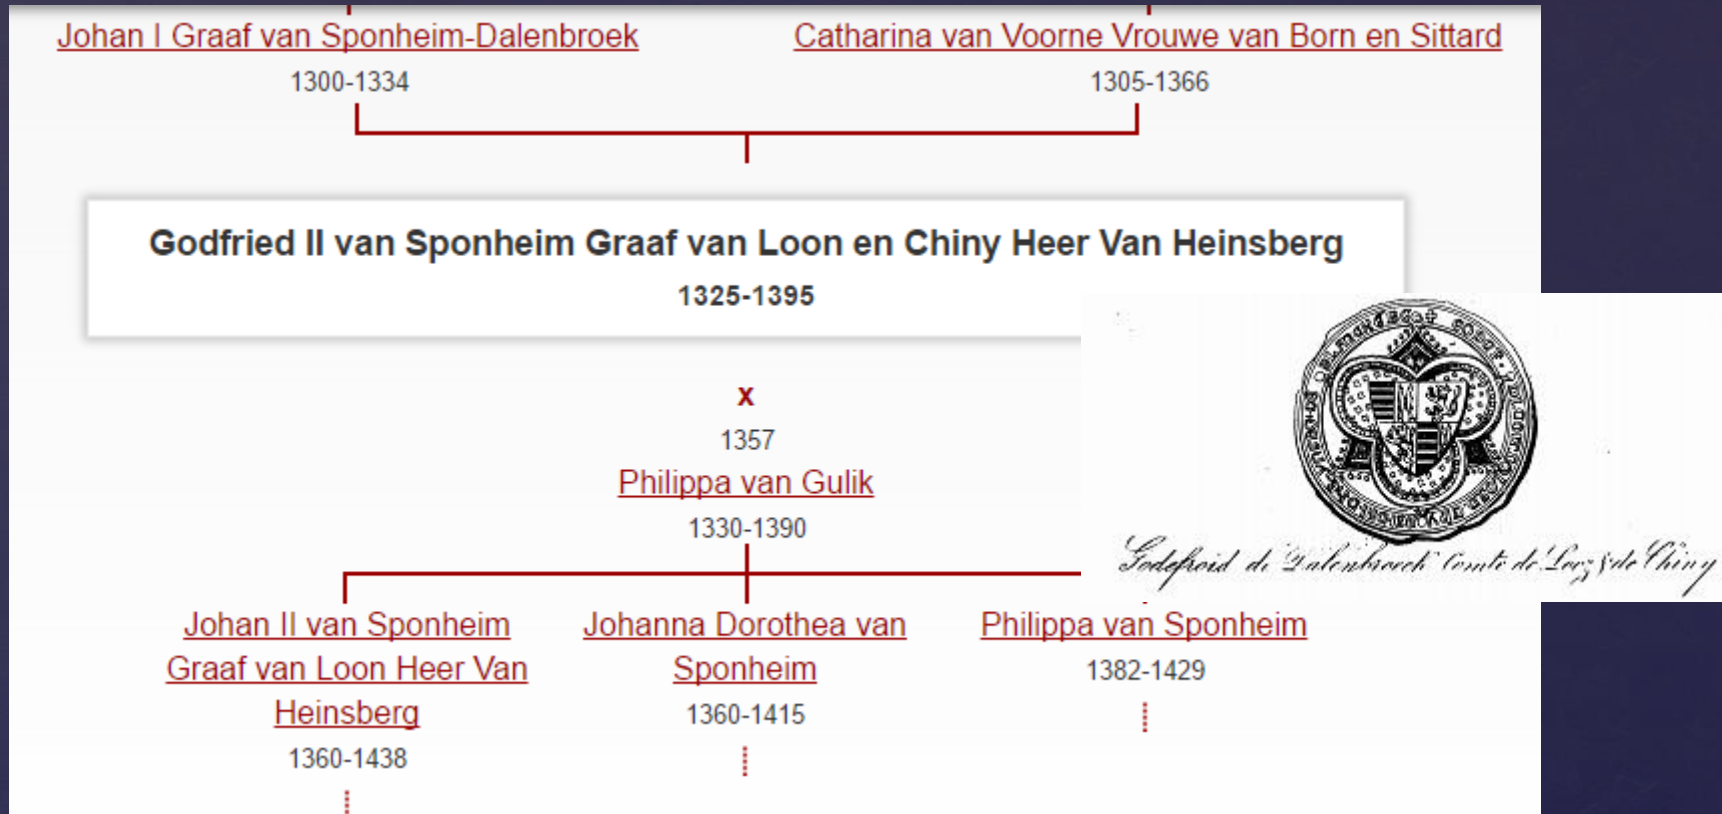 Johan I Graaf van Sponheim-Dalenbroek
1300-1334
Catharina van Voorne Vrouwe van Born en Sittard
1305-1366
Godfried II van Sponheim Graaf van Loon en Chiny Heer Van Heinsberg
1325-1395
x
1357
Philippa van Gulik
1330-1390
Godefroid de Dalenbroeck Comte de Looz & de Chiny
Johan II van Sponheim
Graaf van Loon Heer Van
Heinsberg
1360-1438
Johanna Dorothea van
Sponheim
1360-1415
Philippa van Sponheim
1382-1429